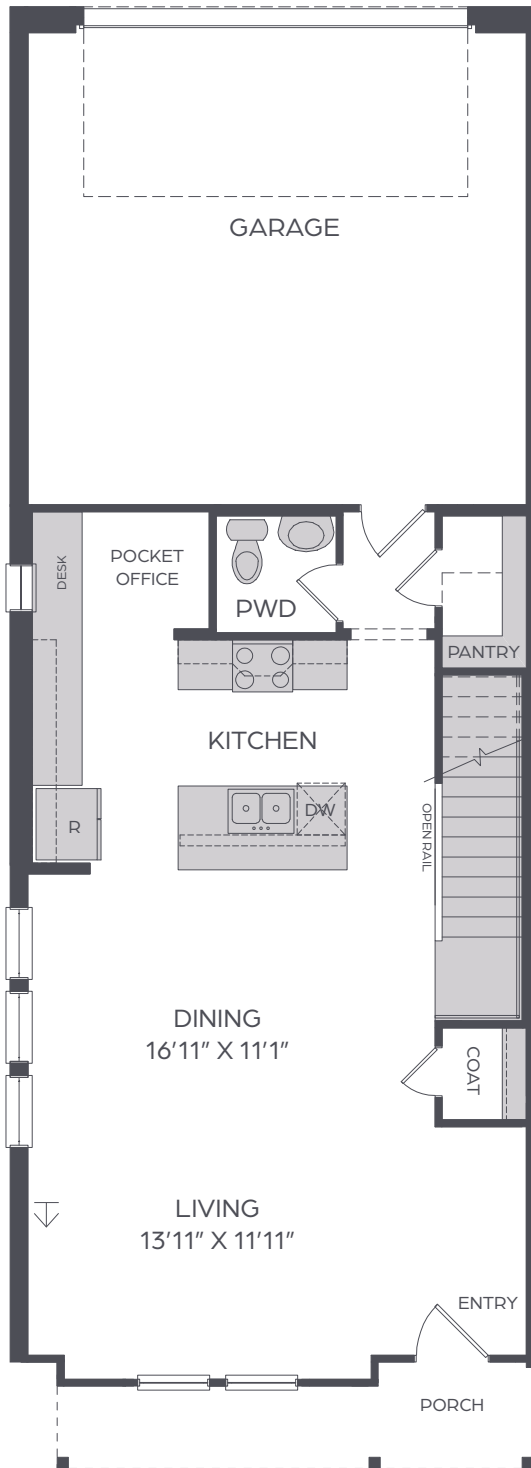 GARAGE
DESK
POCKET
OFFICE
PWD
PANTRY
KITCHEN
DW
R
OPEN RAIL
DINING
16’11” X 11’1”
COAT
LIVING
13’11” X 11’11”
ENTRY
PORCH